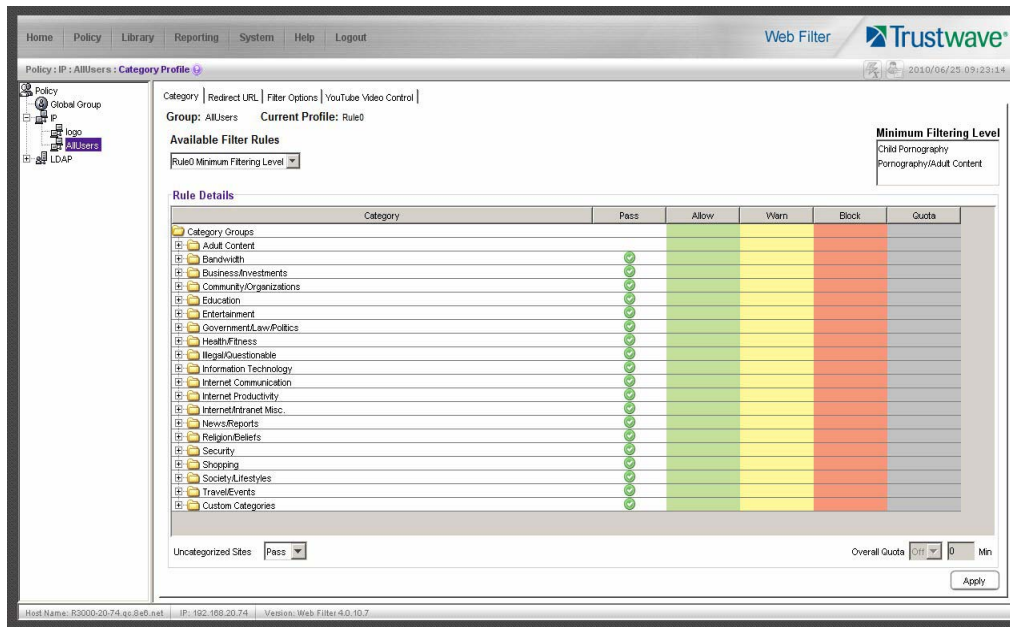 Home Policy Library Reporting System Help Logout
Web Filter Trustwave®
Policy : IP : AllUsers : Category Profile
2010/06/25 09:23:14
Policy
Global Group
IP
logo
AllUsers
LDAP
Category Redirect URL Filter Options YouTube Video Control
Group: AllUsers Current Profile: Rule0
Available Filter Rules
Rule0 Minimum Filtering Level
Minimum Filtering Level
Child Pornography
Pornography/Adult Content
Rule Details
Category Pass Allow Warn Block Quota
Category Groups
Adult Content
Bandwidth
Business/Investments
Community/Organizations
Education
Entertainment
Government/Law/Politics
Health/Fitness
Illegal/Questionable
Information Technology
Internet Communication
Internet Productivity
Internet/Intranet Misc.
News/Reports
Religion/Beliefs
Security
Shopping
Society/Lifestyles
Travel/Events
Custom Categories
Uncategorized Sites Pass
Overall Quota Off 0 Min
Apply
Host Name: R3000-20-74.qc.8e6.net IP: 192.168.20.74 Version: Web Filter 4.0.10.7